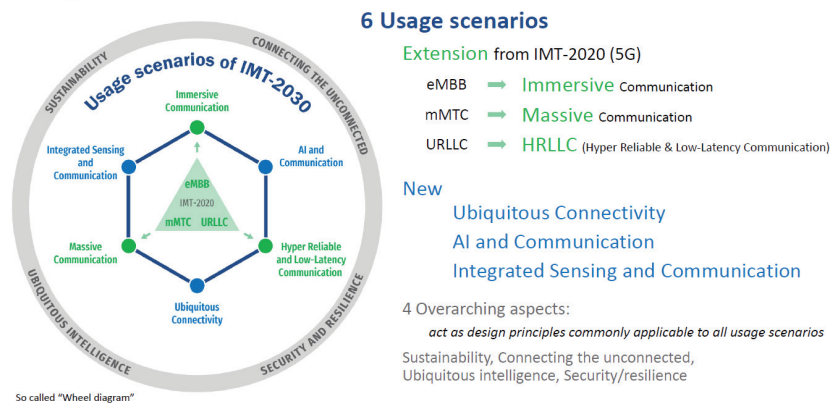 SUSTAINABILITY
CONNECTING THE UNCONNECTED
UBIQUITOUS INTELLIGENCE
SECURITY AND RESILIENCE
Usage scenarios of IMT-2030
Immersive
Communication
Integrated Sensing
and
Communication
AI and
Communication
eMBB
IMT-2020
mMTC URLLC
Massive
Communication
Hyper Reliable
and Low-Latency
Communication
Ubiquitous
Connectivity
So called "Wheel diagram"
6 Usage scenarios
Extension from IMT-2020 (5G)
eMBB Immersive Communication
mMTC Massive Communication
URLLC HRLLC (Hyper Reliable & Low-Latency Communication)
New
Ubiquitous Connectivity
AI and Communication
Integrated Sensing and Communication
4 Overarching aspects:
act as design principles commonly applicable to all usage scenarios
Sustainability, Connecting the unconnected,
Ubiquitous intelligence, Security/resilience